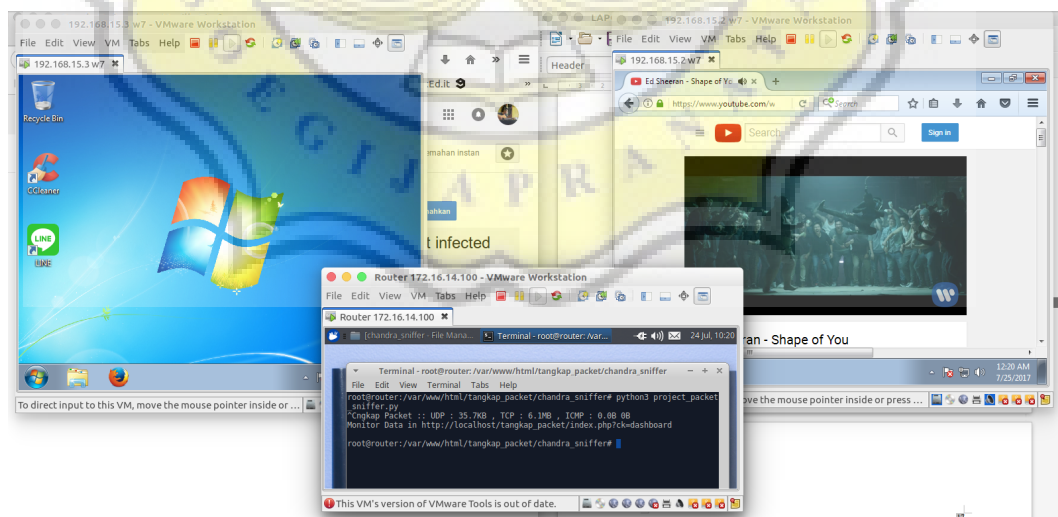 192.168.15.3 w7 - VMware Workstation
File Edit View VM Tabs Help
192.168.15.3 w7
Recycle Bin
CCleaner
LINE
LINE
To direct input to this VM, move the mouse pointer inside or ...
Ed.it 9
emahan instan
t infected
LAP
Header
192.168.15.2 w7 - VMware Workstation
File Edit View VM Tabs Help
192.168.15.2 w7
Ed Sheeran - Shape of Yo
https://www.youtube.com/w
Search
Search
Sign in
ran - Shape of You
12:20 AM
7/25/2017
ove the mouse pointer inside or press ...
Router 172.16.14.100 - VMware Workstation
File Edit View VM Tabs Help
Router 172.16.14.100
[chandra_sniffer - File Mana...
Terminal - root@router: /var...
24 Jul, 10:20
Terminal - root@router: /var/www/html/tangkap_packet/chandra_sniffer
File Edit View Terminal Tabs Help
root@router:/var/www/html/tangkap_packet/chandra_sniffer# python3 project_packet
_sniffer.py
^Cngkap Packet :: UDP : 35.7KB , TCP : 6.1MB , ICMP : 0.0B 0B
Monitor Data in http://localhost/tangkap_packet/index.php?ck=dashboard
root@router:/var/www/html/tangkap_packet/chandra_sniffer#
This VM's version of VMware Tools is out of date.
GIJAPRAN